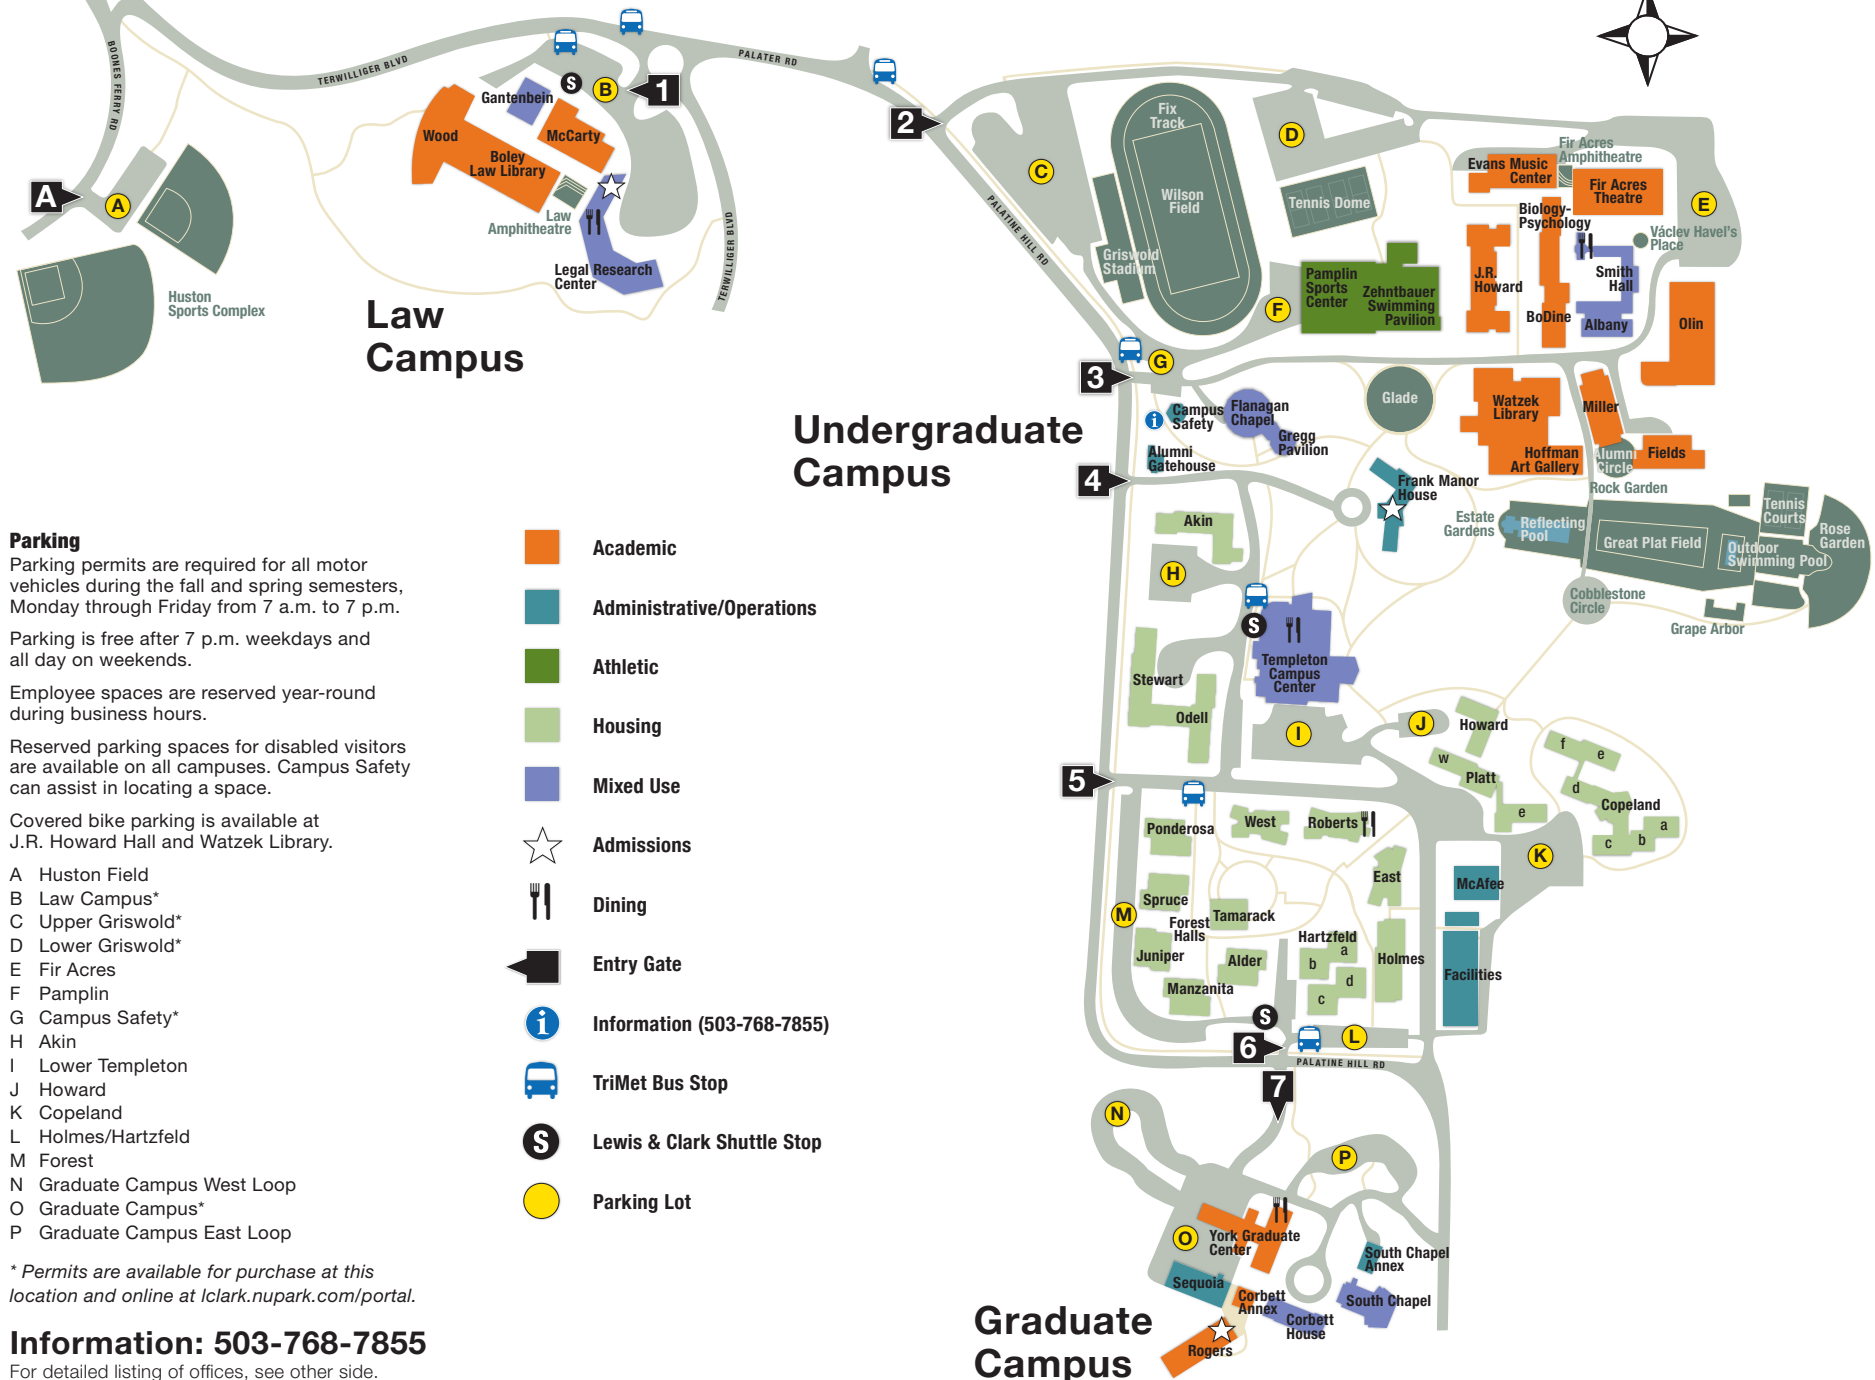 BOONES FERRY RD
TERWILLIGER BLVD
PALATER RD
TERWILLIGER BLVD
PALATINE HILL RD
A
A
Huston
Sports Complex
Gantenbein
S
B
1
Wood
McCarty
Boley
Law Library
Law
Amphitheatre
Legal Research
Center
Law
Campus
2
C
Fix
Track
Wilson
Field
Griswold
Stadium
D
Tennis Dome
Pamplin
Sports
Center
Zehntbauer
Swimming
Pavilion
F
G
3
Evans Music
Center
Fir Acres
Amphitheatre
Fir Acres
Theatre
E
Biology-
Psychology
Václev Havel's
Place
J.R.
Howard
Smith
Hall
BoDine
Albany
Olin
Undergraduate
Campus
i
Campus
Safety
Flanagan
Chapel
Gregg
Pavilion
Alumni
Gatehouse
4
Glade
Watzek
Library
Miller
Hoffman
Art Gallery
Alumni
Circle
Fields
Rock Garden
Frank Manor
House
Estate
Gardens
Reflecting
Pool
Great Plat Field
Tennis
Courts
Rose
Garden
Outdoor
Swimming Pool
Cobblestone
Circle
Grape Arbor
Akin
H
S
Templeton
Campus
Center
Stewart
Odell
I
J
Howard
w
Platt
e
f
e
d
Copeland
a
b
c
5
Ponderosa
West
Roberts
K
East
McAfee
Spruce
M
Forest
Halls
Tamarack
Hartzfeld
a
b
d
c
Juniper
Alder
Holmes
Facilities
Manzanita
S
6
L
PALATINE HILL RD
7
N
P
O
York Graduate
Center
South Chapel
Annex
Sequoia
Corbett
Annex
Corbett
House
South Chapel
Rogers
Graduate
Campus
Parking
Parking permits are required for all motor
vehicles during the fall and spring semesters,
Monday through Friday from 7 a.m. to 7 p.m.
Parking is free after 7 p.m. weekdays and
all day on weekends.
Employee spaces are reserved year-round
during business hours.
Reserved parking spaces for disabled visitors
are available on all campuses. Campus Safety
can assist in locating a space.
Covered bike parking is available at
J.R. Howard Hall and Watzek Library.
A Huston Field
B Law Campus*
C Upper Griswold*
D Lower Griswold*
E Fir Acres
F Pamplin
G Campus Safety*
H Akin
I Lower Templeton
J Howard
K Copeland
L Holmes/Hartzfeld
M Forest
N Graduate Campus West Loop
O Graduate Campus*
P Graduate Campus East Loop
* Permits are available for purchase at this
location and online at lclark.nupark.com/portal.
Information: 503-768-7855
For detailed listing of offices, see other side.
Academic
Administrative/Operations
Athletic
Housing
Mixed Use
Admissions
Dining
Entry Gate
i Information (503-768-7855)
TriMet Bus Stop
S Lewis & Clark Shuttle Stop
Parking Lot